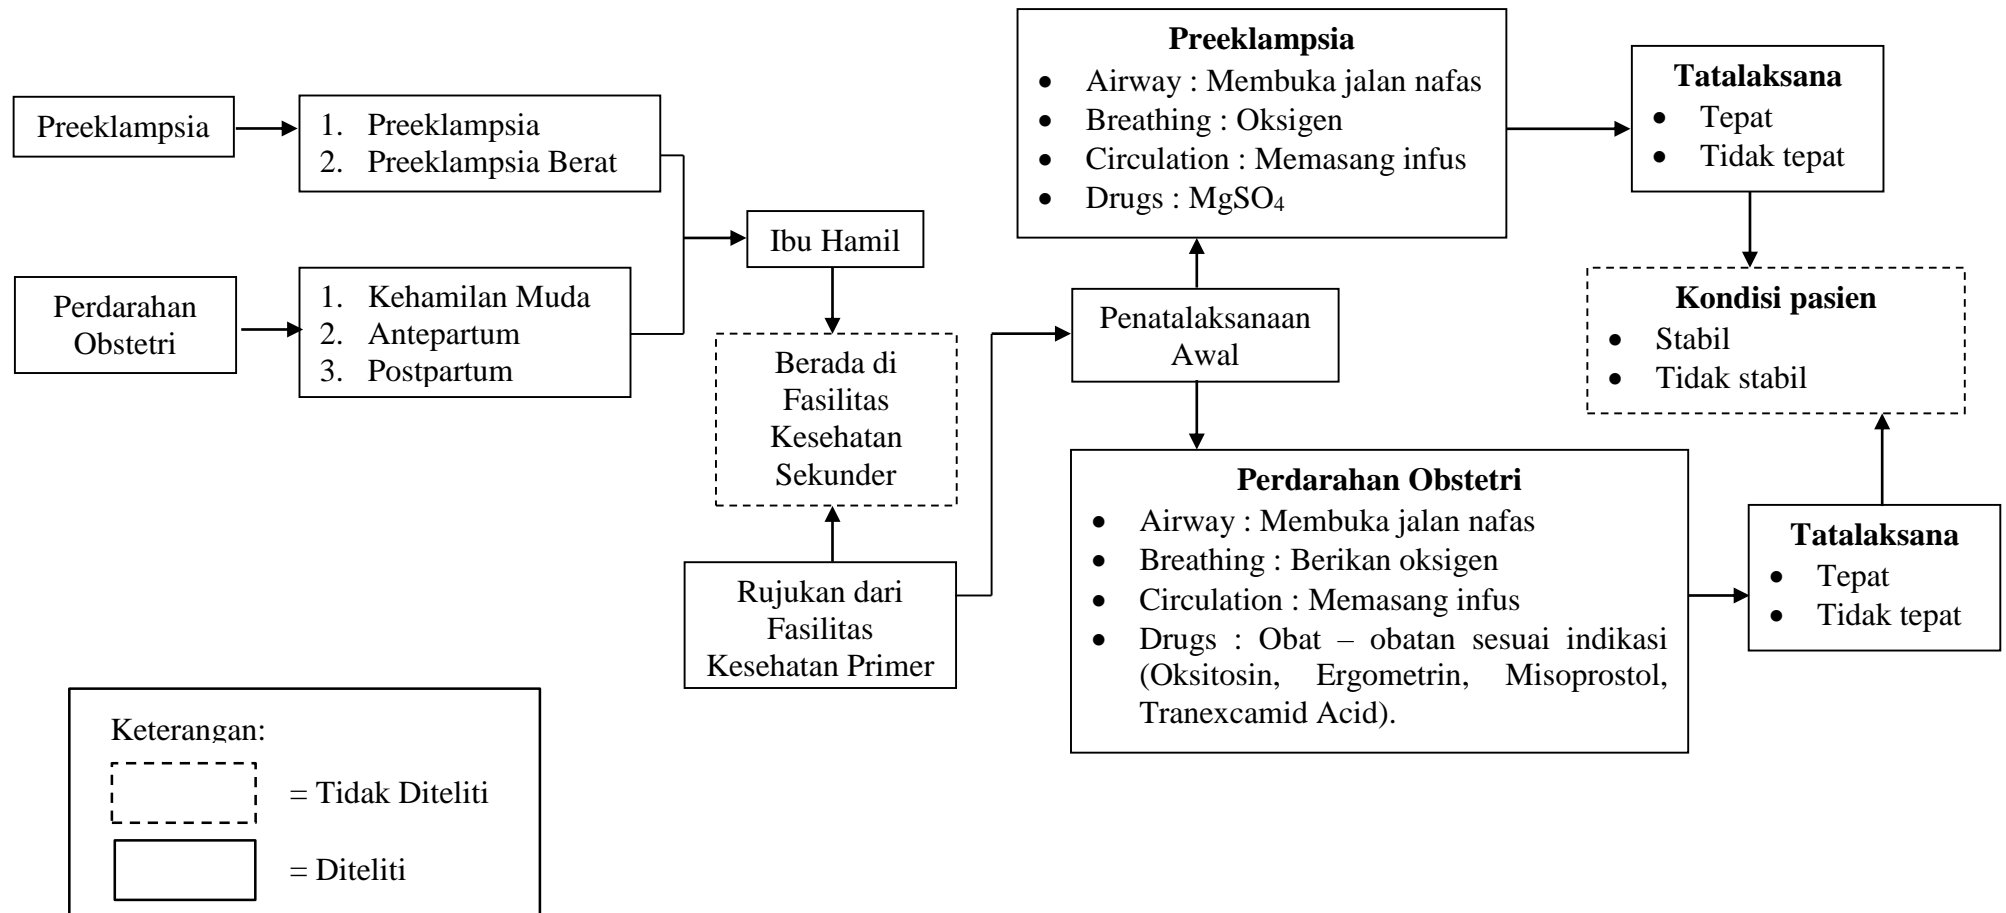 Preeklampsia
1. Preeklampsia
2. Preeklampsia Berat
Perdarahan
Obstetri
1. Kehamilan Muda
2. Antepartum
3. Postpartum
Ibu Hamil
Berada di
Fasilitas
Kesehatan
Sekunder
Rujukan dari
Fasilitas
Kesehatan Primer
Penatalaksanaan
Awal
Preeklampsia
• Airway : Membuka jalan nafas
• Breathing : Oksigen
• Circulation : Memasang infus
• Drugs : MgSO₄
Tatalaksana
• Tepat
• Tidak tepat
Kondisi pasien
• Stabil
• Tidak stabil
Perdarahan Obstetri
• Airway : Membuka jalan nafas
• Breathing : Berikan oksigen
• Circulation : Memasang infus
• Drugs : Obat – obatan sesuai indikasi
(Oksitosin, Ergometrin, Misoprostol,
Tranexcamid Acid).
Tatalaksana
• Tepat
• Tidak tepat
Keterangan:
= Tidak Diteliti
= Diteliti